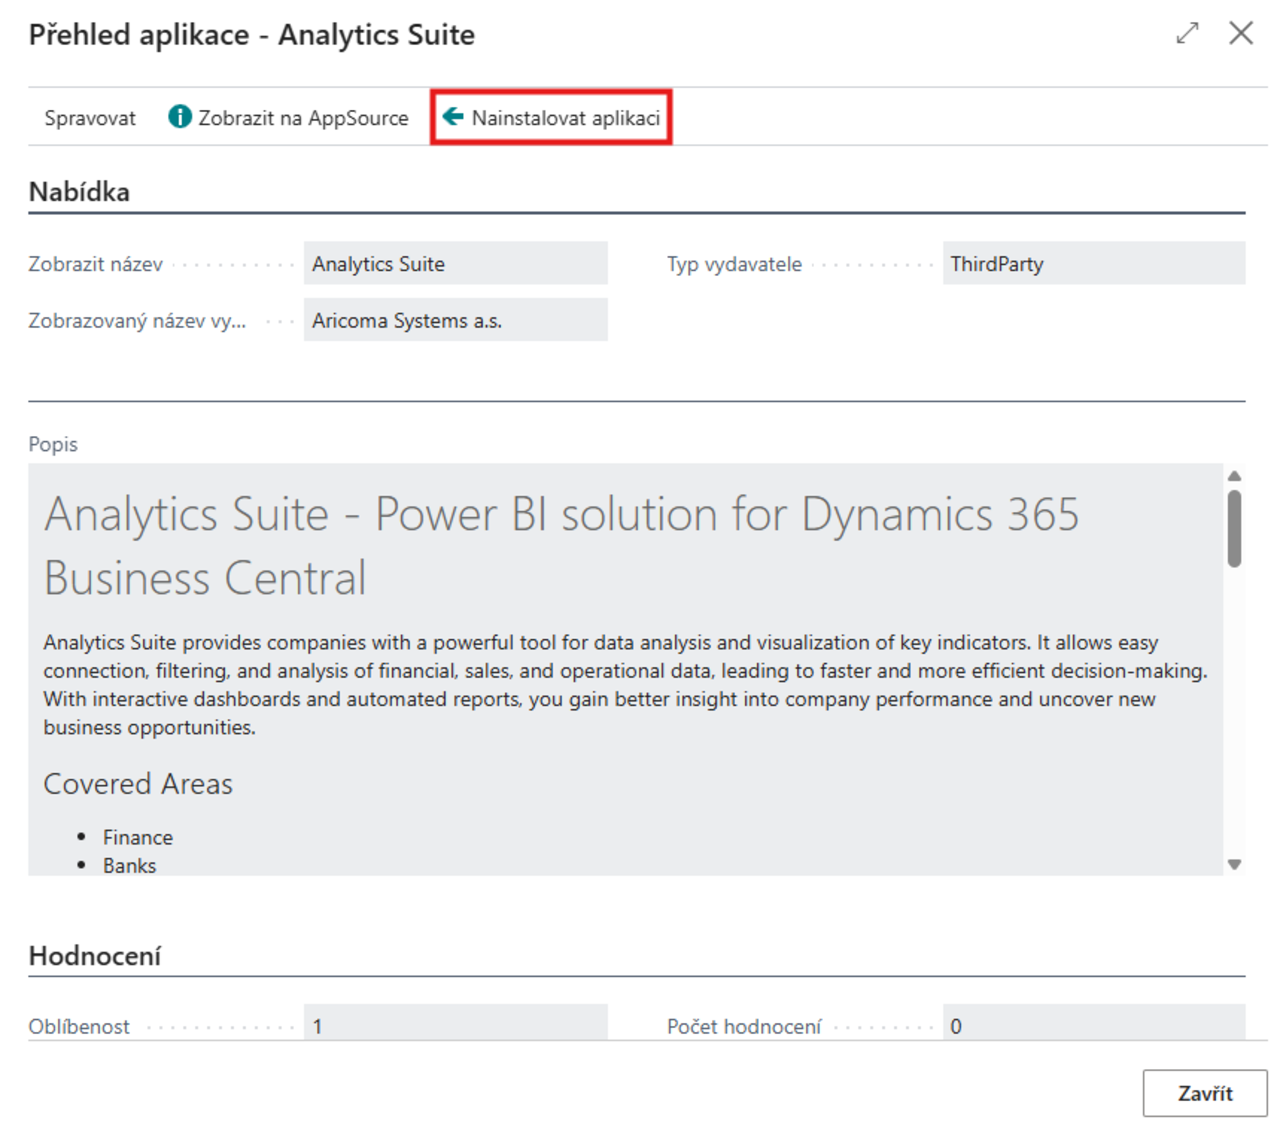 Přehled aplikace - Analytics Suite
Spravovat
Zobrazit na AppSource
Nainstalovat aplikaci
Nabídka
Zobrazit název
Analytics Suite
Typ vydavatele
ThirdParty
Zobrazovaný název vy...
Aricoma Systems a.s.
Popis
Analytics Suite - Power BI solution for Dynamics 365
Business Central
Analytics Suite provides companies with a powerful tool for data analysis and visualization of key indicators. It allows easy
connection, filtering, and analysis of financial, sales, and operational data, leading to faster and more efficient decision-making.
With interactive dashboards and automated reports, you gain better insight into company performance and uncover new
business opportunities.
Covered Areas
• Finance
• Banks
Hodnocení
Oblíbenost
1
Počet hodnocení
0
Zavřít